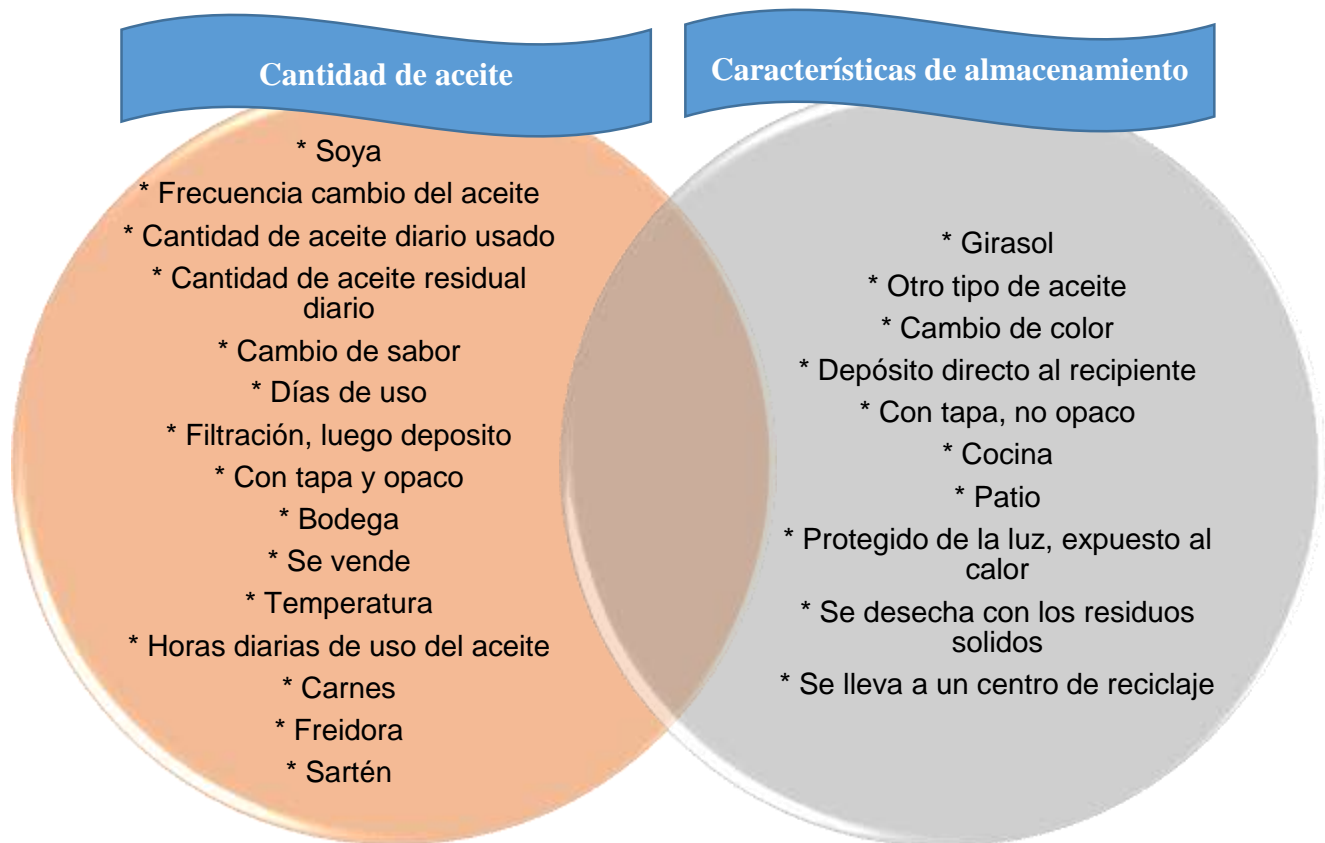 Cantidad de aceite
* Soya
* Frecuencia cambio del aceite
* Cantidad de aceite diario usado
* Cantidad de aceite residual
diario
* Cambio de sabor
* Días de uso
* Filtración, luego deposito
* Con tapa y opaco
* Bodega
* Se vende
* Temperatura
* Horas diarias de uso del aceite
* Carnes
* Freidora
* Sartén
Características de almacenamiento
* Girasol
* Otro tipo de aceite
* Cambio de color
* Depósito directo al recipiente
* Con tapa, no opaco
* Cocina
* Patio
* Protegido de la luz, expuesto al
calor
* Se desecha con los residuos
solidos
* Se lleva a un centro de reciclaje